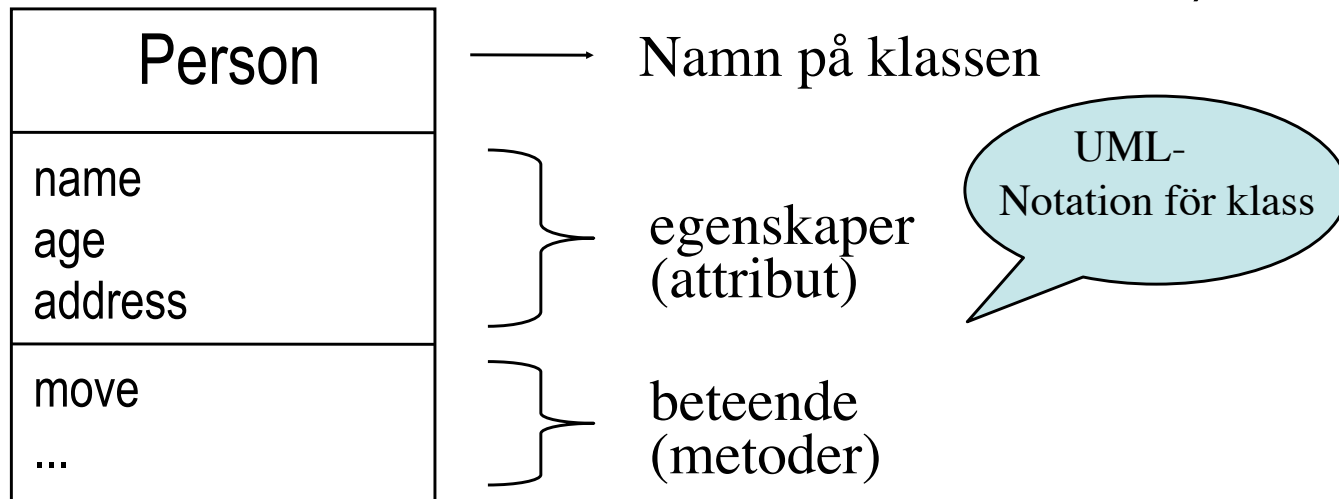 Person
Namn på klassen
UML-
Notation för klass
name
age
address
egenskaper
(attribut)
move
...
beteende
(metoder)